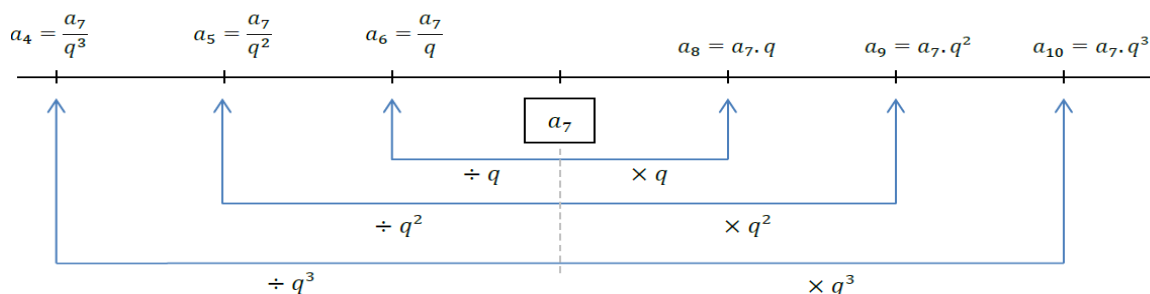 a₄ = a₇/q³
a₅ = a₇/q²
a₆ = a₇/q
a₈ = a₇. q
a₉ = a₇. q²
a₁₀ = a₇. q³
a₇
÷ q
× q
÷ q²
× q²
÷ q³
× q³